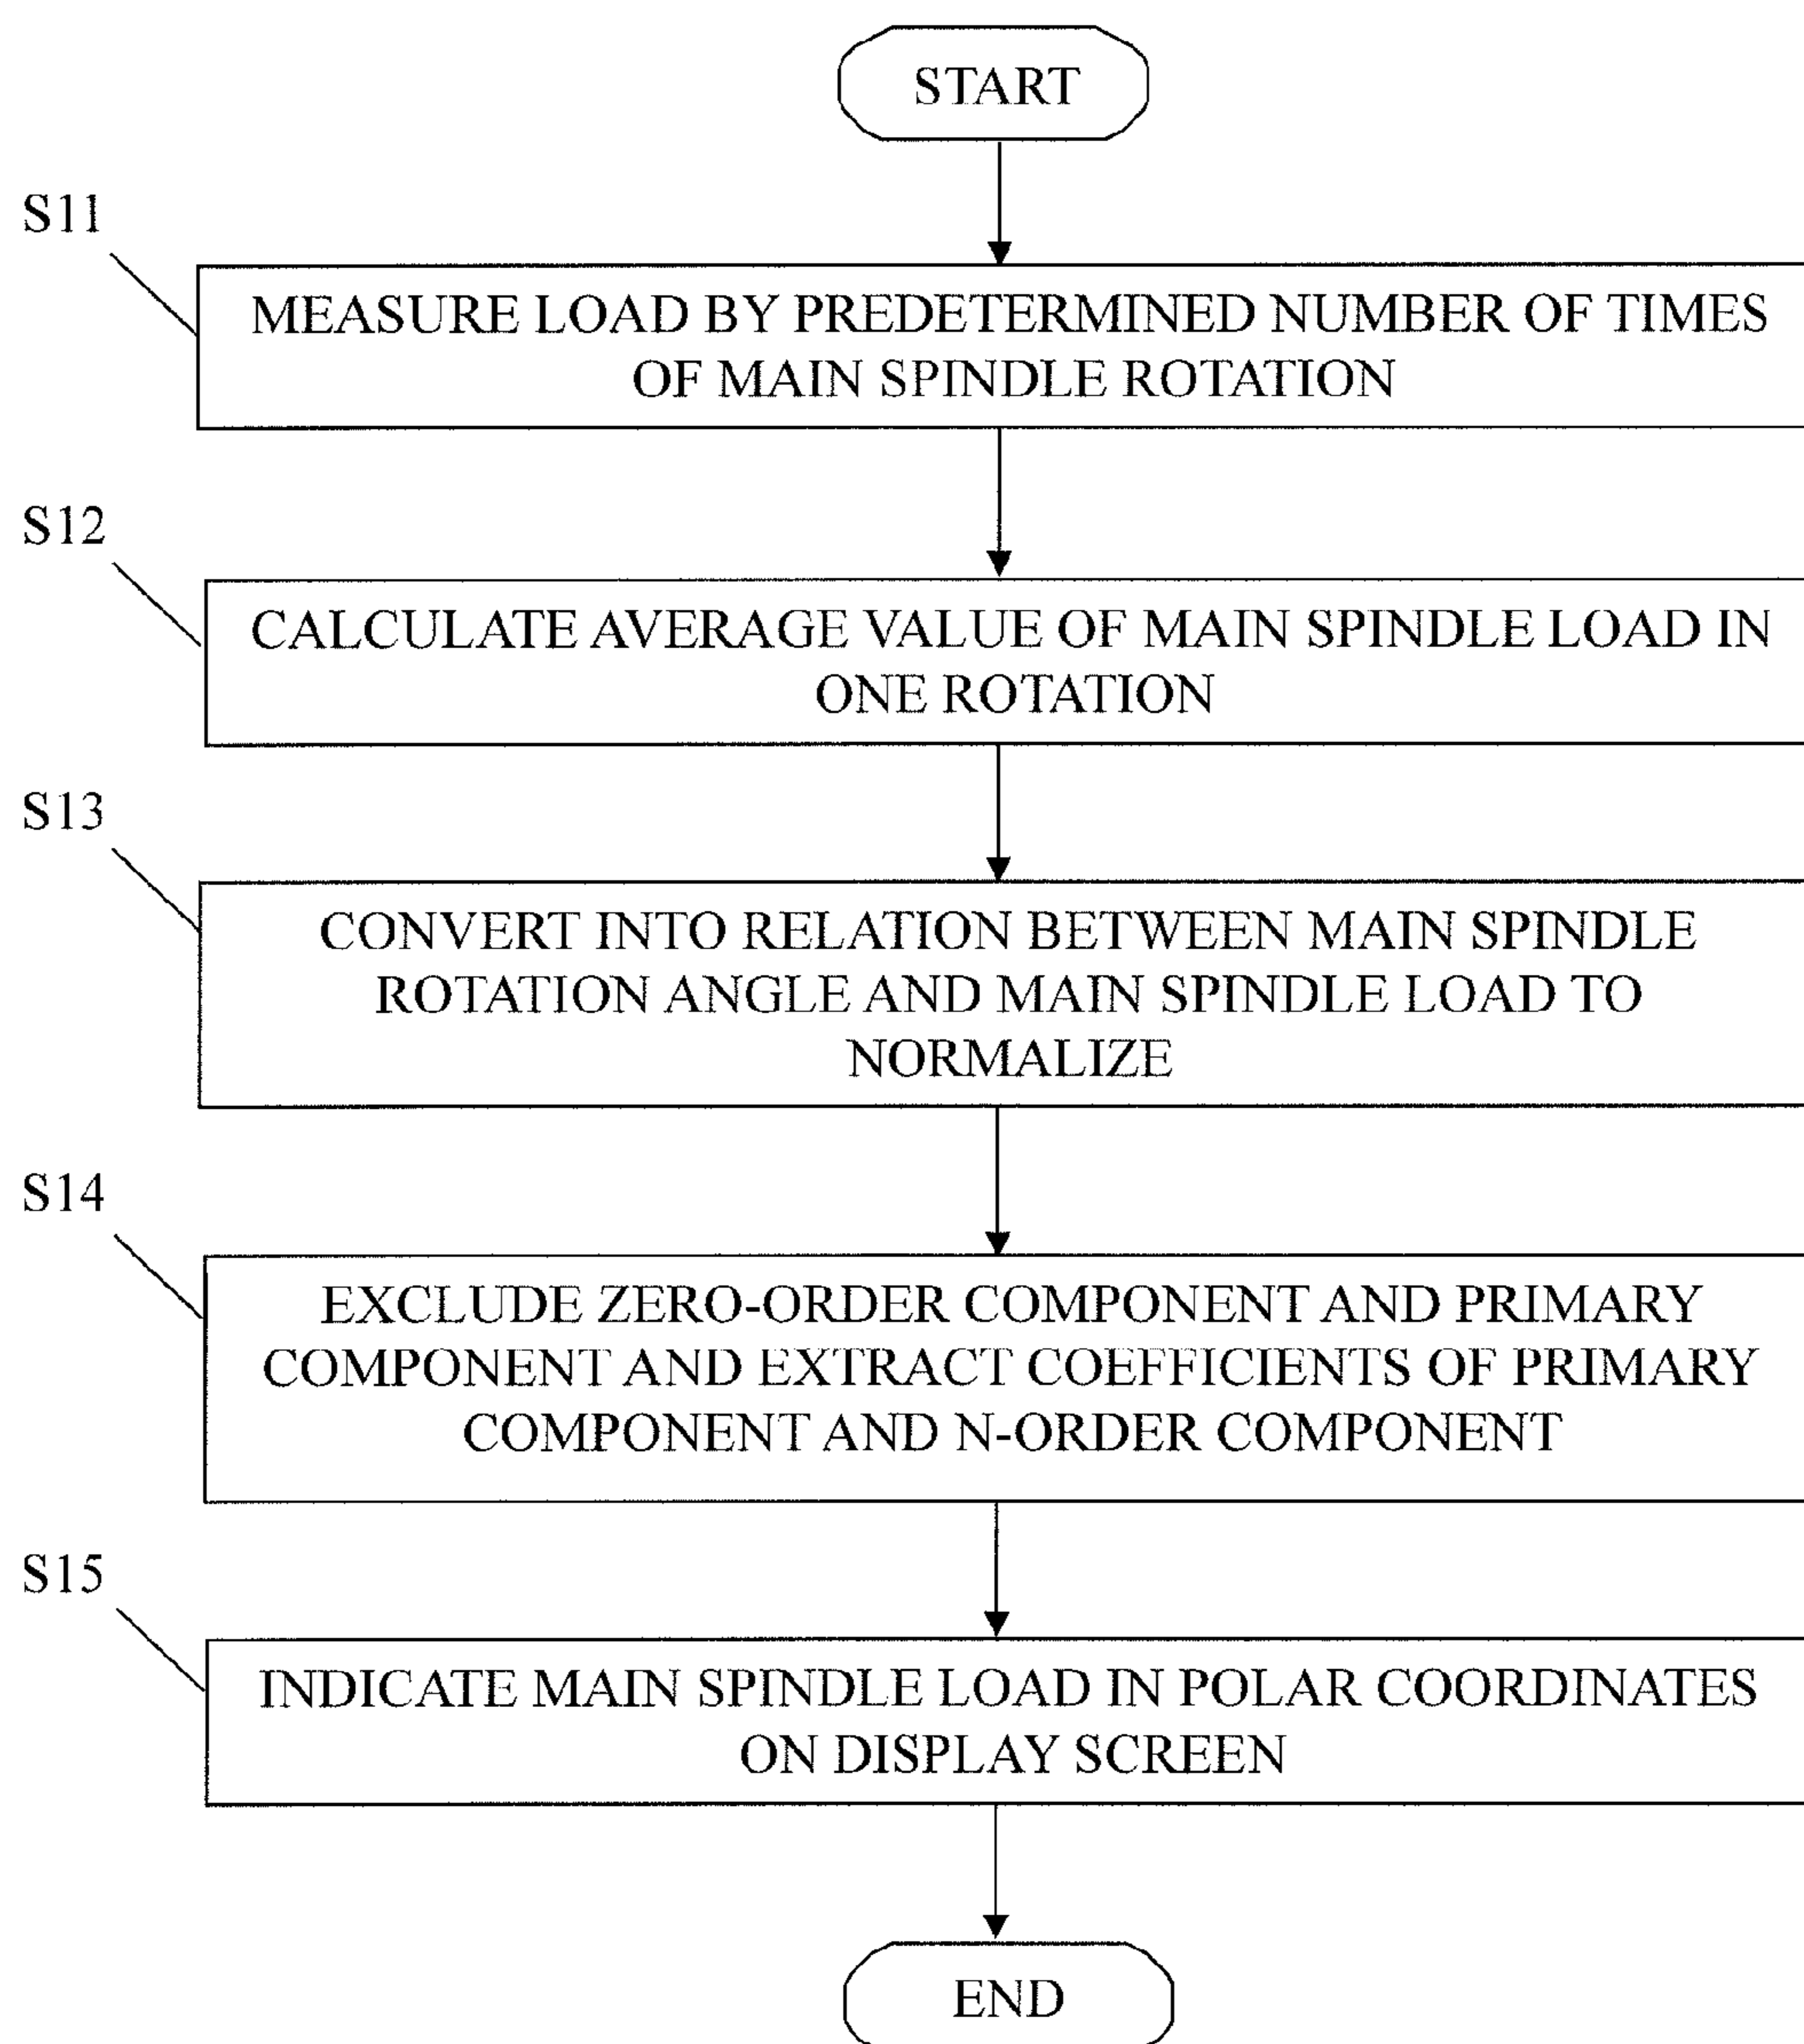 START
S11
MEASURE LOAD BY PREDETERMINED NUMBER OF TIMES
OF MAIN SPINDLE ROTATION
S12
CALCULATE AVERAGE VALUE OF MAIN SPINDLE LOAD IN
ONE ROTATION
S13
CONVERT INTO RELATION BETWEEN MAIN SPINDLE
ROTATION ANGLE AND MAIN SPINDLE LOAD TO
NORMALIZE
S14
EXCLUDE ZERO-ORDER COMPONENT AND PRIMARY
COMPONENT AND EXTRACT COEFFICIENTS OF PRIMARY
COMPONENT AND N-ORDER COMPONENT
S15
INDICATE MAIN SPINDLE LOAD IN POLAR COORDINATES
ON DISPLAY SCREEN
END